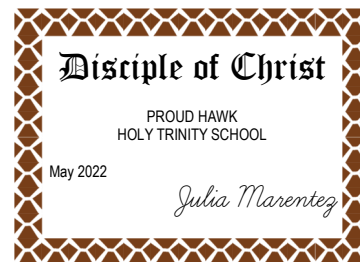 Disciple of Christ
PROUD HAWK
HOLY TRINITY SCHOOL
May 2022
Julia Marentez